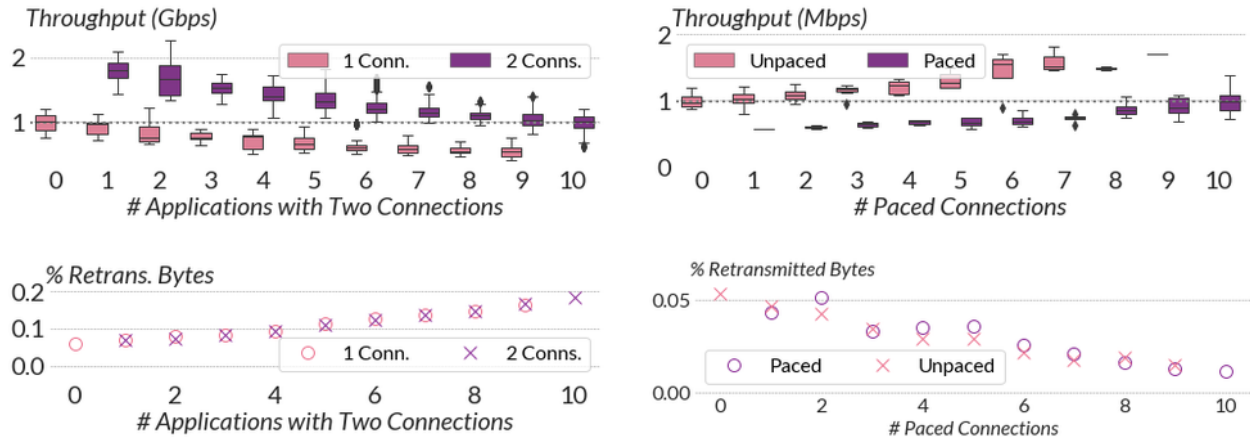 Throughput (Gbps)
2
1
1 Conn. 2 Conns.
0 1 2 3 4 5 6 7 8 9 10
# Applications with Two Connections
Throughput (Mbps)
2
1
0
Unpaced Paced
0 1 2 3 4 5 6 7 8 9 10
# Paced Connections
% Retrans. Bytes
0.2
0.1
0.0
1 Conn. 2 Conns.
0 2 4 6 8 10
# Applications with Two Connections
% Retransmitted Bytes
0.05
0.00
Paced Unpaced
0 2 4 6 8 10
# Paced Connections